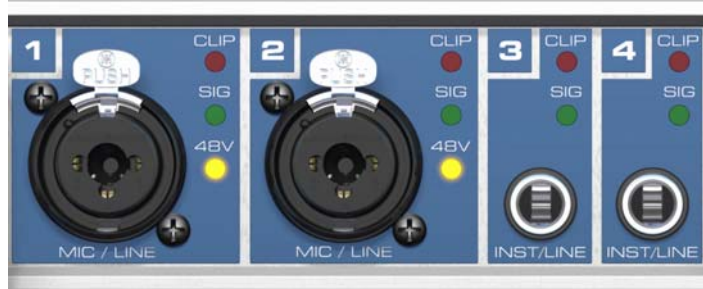 1
CLIP
PUSH
SIG
48V
MIC / LINE
2
CLIP
PUSH
SIG
48V
MIC / LINE
3
CLIP
SIG
INST/LINE
4
CLIP
SIG
INST/LINE